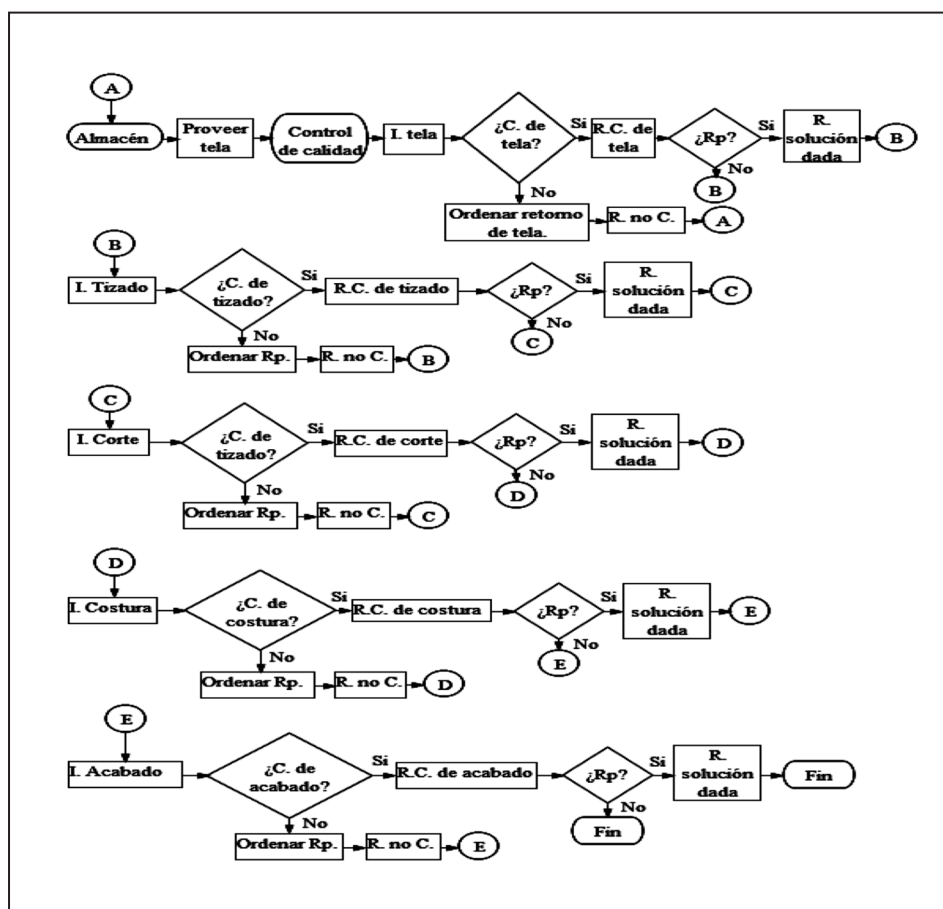 A
Almacén
Proveer
tela
Control
de calidad
I. tela
¿C. de
tela?
Si
R.C. de
tela
¿Rp?
Si
R.
solución
dada
B
No
B
No
Ordenar retorno
de tela.
R. no C.
A
B
I. Tizado
¿C. de
tizado?
Si
R.C. de tizado
¿Rp?
Si
R.
solución
dada
C
No
C
No
Ordenar Rp.
R. no C.
B
C
I. Corte
¿C. de
tizado?
Si
R.C. de corte
¿Rp?
Si
R.
solución
dada
D
No
D
No
Ordenar Rp.
R. no C.
C
D
I. Costura
¿C. de
costura?
Si
R.C. de costura
¿Rp?
Si
R.
solución
dada
E
No
E
No
Ordenar Rp.
R. no C.
D
E
I. Acabado
¿C. de
acabado?
Si
R.C. de acabado
¿Rp?
Si
R.
solución
dada
Fin
No
Fin
No
Ordenar Rp.
R. no C.
E